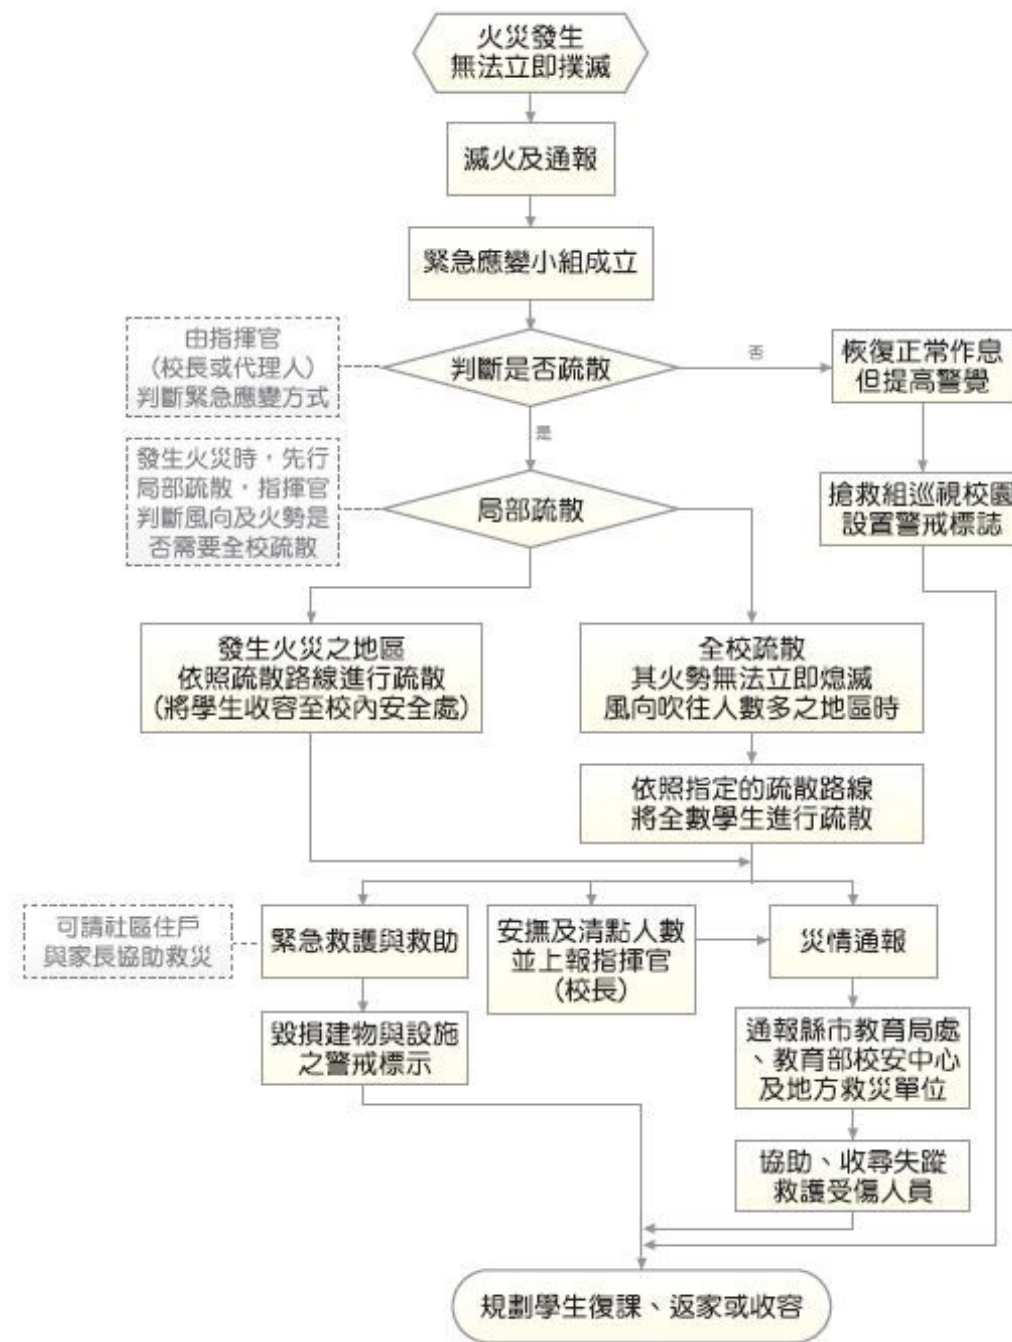 火災發生
無法立即撲滅
滅火及通報
緊急應變小組成立
由指揮官
(校長或代理人)
判斷緊急應變方式
判斷是否疏散
否
恢復正常作息
但提高警覺
是
發生火災時，先行
局部疏散，指揮官
判斷風向及火勢是
否需要全校疏散
局部疏散
搶救組巡視校園
設置警戒標誌
發生火災之地區
依照疏散路線進行疏散
(將學生收容至校內安全處)
全校疏散
其火勢無法立即熄滅
風向吹往人數多之地區時
依照指定的疏散路線
將全數學生進行疏散
可請社區住戶
與家長協助救災
緊急救護與救助
安撫及清點人數
並上報指揮官
(校長)
災情通報
毀損建物與設施
之警戒標示
通報縣市教育局處
、教育部校安中心
及地方救災單位
協助、收尋失蹤
救護受傷人員
規劃學生復課、返家或收容